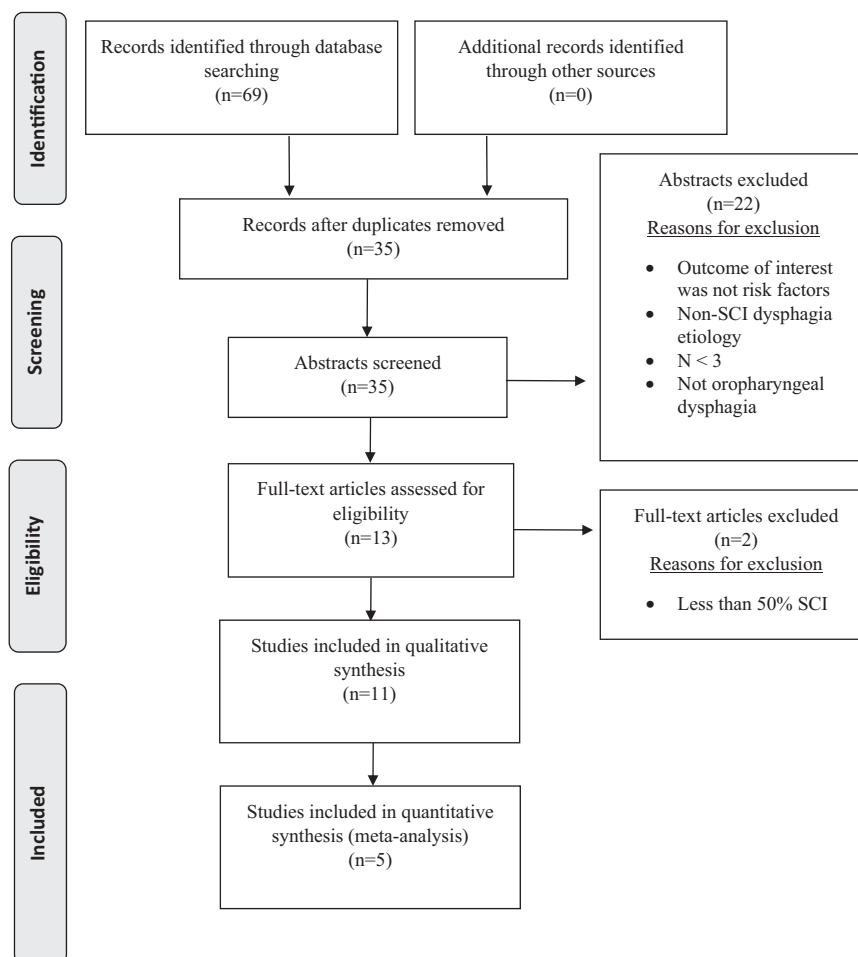 Identification
Records identified through database
searching
(n=69)
Additional records identified
through other sources
(n=0)
Records after duplicates removed
(n=35)
Screening
Abstracts screened
(n=35)
Abstracts excluded
(n=22)
Reasons for exclusion
• Outcome of interest
was not risk factors
• Non-SCI dysphagia
etiology
• N < 3
• Not oropharyngeal
dysphagia
Eligibility
Full-text articles assessed for
eligibility
(n=13)
Full-text articles excluded
(n=2)
Reasons for exclusion
• Less than 50% SCI
Studies included in qualitative
synthesis
(n=11)
Included
Studies included in quantitative
synthesis (meta-analysis)
(n=5)